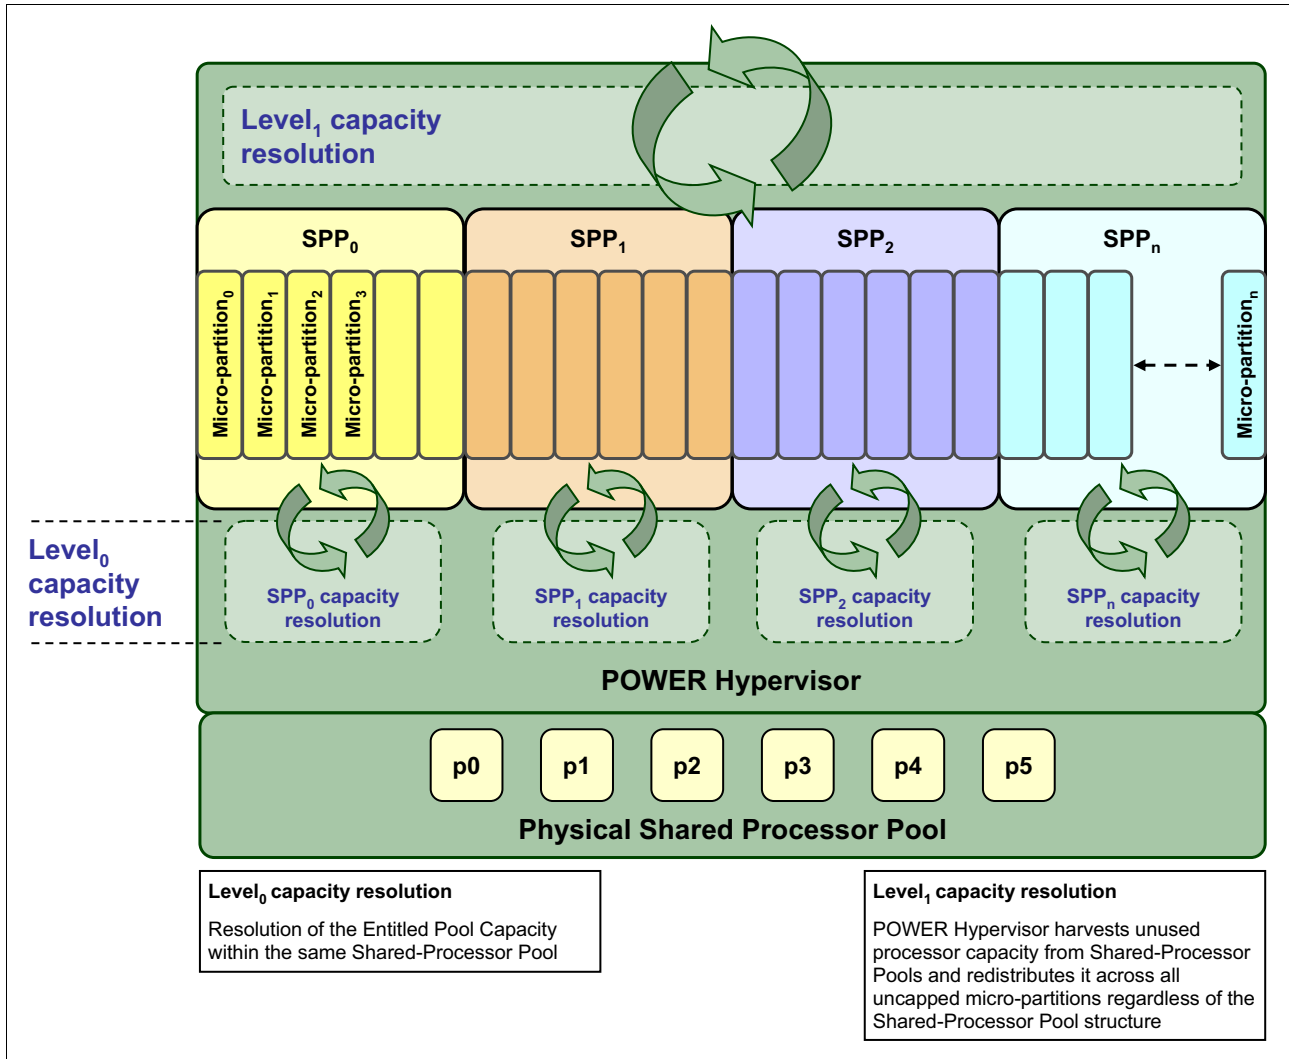 Level₁ capacity
resolution
SPP₀
SPP₁
SPP₂
SPPₙ
Micro-partition₀
Micro-partition₁
Micro-partition₂
Micro-partition₃
Micro-partitionₙ
Level₀
capacity
resolution
SPP₀ capacity
resolution
SPP₁ capacity
resolution
SPP₂ capacity
resolution
SPPₙ capacity
resolution
POWER Hypervisor
p0
p1
p2
p3
p4
p5
Physical Shared Processor Pool
Level₀ capacity resolution
Resolution of the Entitled Pool Capacity
within the same Shared-Processor Pool
Level₁ capacity resolution
POWER Hypervisor harvests unused
processor capacity from Shared-Processor
Pools and redistributes it across all
uncapped micro-partitions regardless of the
Shared-Processor Pool structure